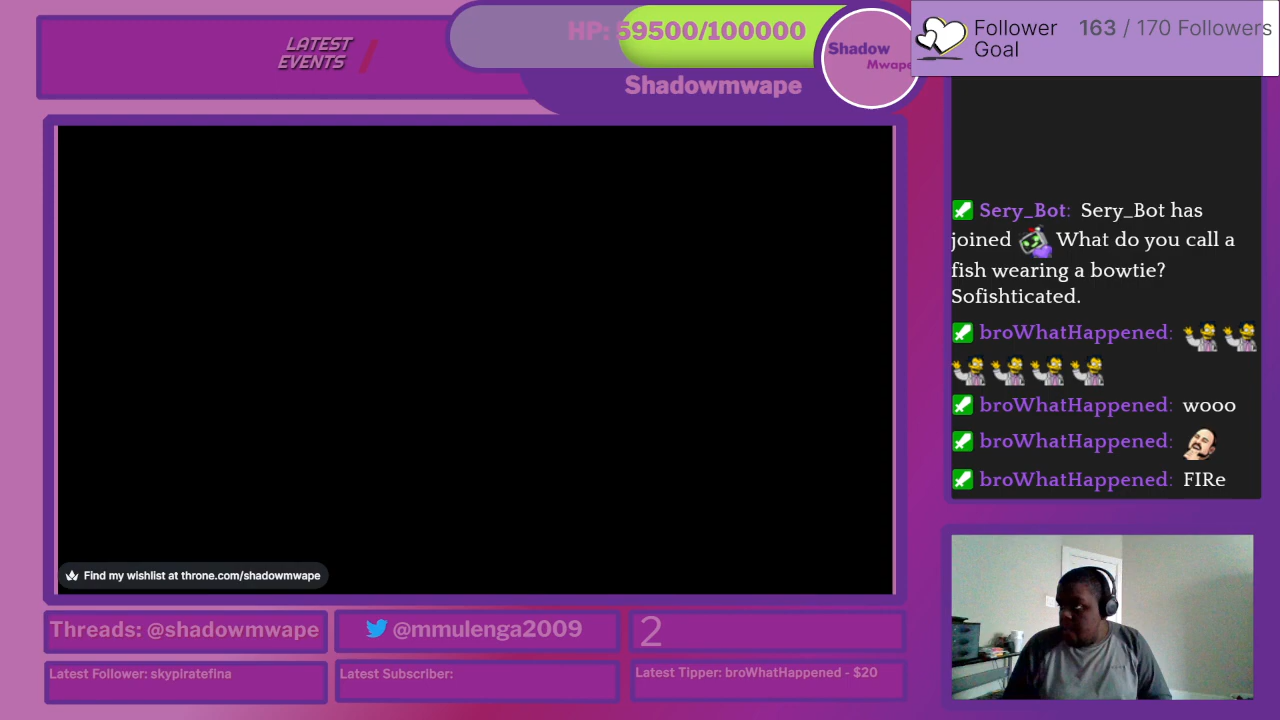 LATEST
EVENTS
HP: 59500/100000
Shadowmwape
Shadow
Mwape
Follower
Goal
163 / 170 Followers
Sery_Bot: Sery_Bot has
joined What do you call a
fish wearing a bowtie?
Sofishticated.
broWhatHappened:
broWhatHappened: wooo
broWhatHappened:
broWhatHappened: FIRe
Find my wishlist at throne.com/shadowmwape
Threads: @shadowmwape
@mmulenga2009
2
Latest Follower: skypiratefina
Latest Subscriber:
Latest Tipper: broWhatHappened - $20